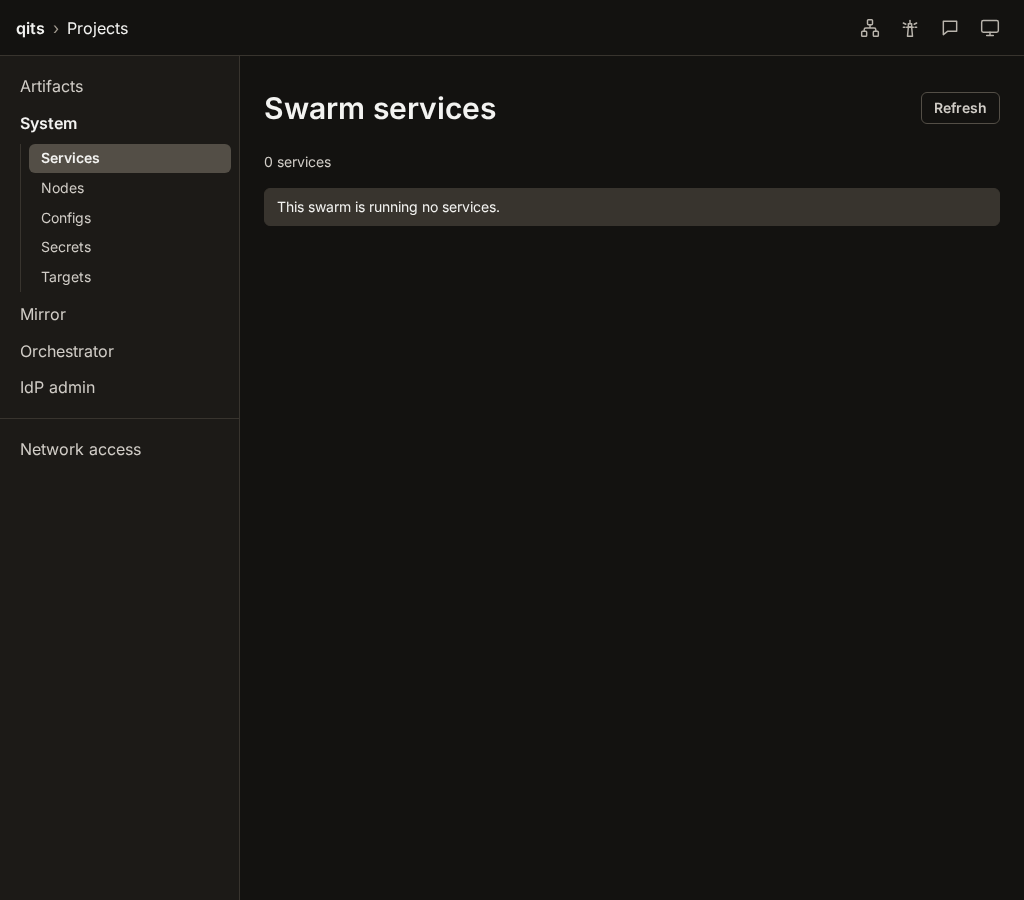 qits › Projects
Artifacts
System
Services
Nodes
Configs
Secrets
Targets
Mirror
Orchestrator
IdP admin
Network access
Swarm services
Refresh
0 services
This swarm is running no services.